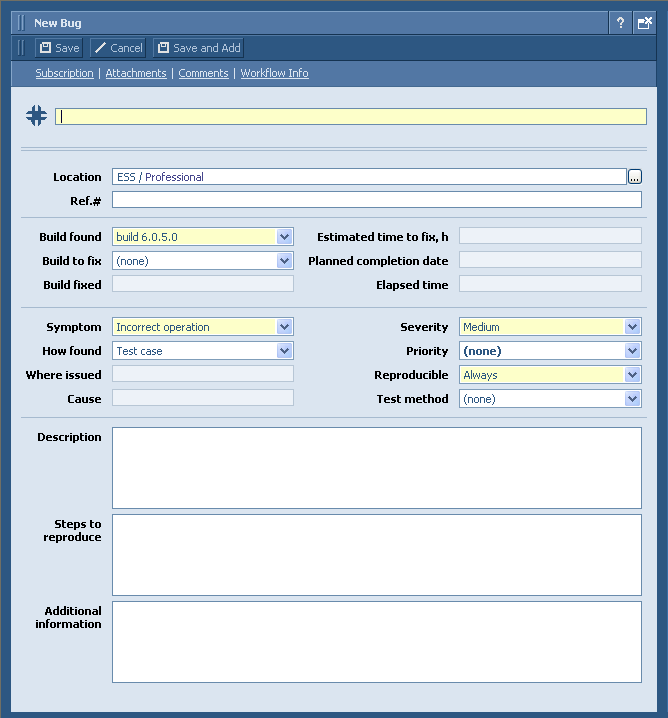 New Bug ?
Save Cancel Save and Add
Subscription | Attachments | Comments | Workflow Info
Location ESS / Professional ...
Ref.#
Build found build 6.0.5.0 Estimated time to fix, h
Build to fix (none) Planned completion date
Build fixed Elapsed time
Symptom Incorrect operation Severity Medium
How found Test case Priority (none)
Where issued Reproducible Always
Cause Test method (none)
Description
Steps to
reproduce
Additional
information